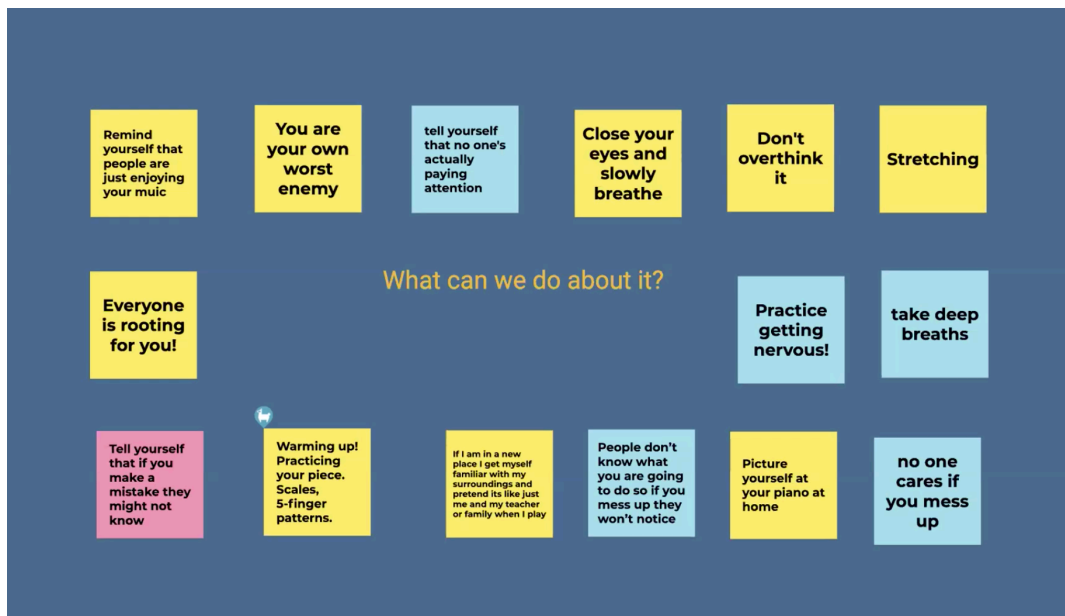 Remind
yourself that
people are
just enjoying
your muic
You are
your own
worst
enemy
tell yourself
that no one's
actually
paying
attention
Close your
eyes and
slowly
breathe
Don't
overthink
it
Stretching
Everyone
is rooting
for you!
What can we do about it?
Practice
getting
nervous!
take deep
breaths
Tell yourself
that if you
make a
mistake they
might not
know
Warming up!
Practicing
your piece.
Scales,
5-finger
patterns.
If I am in a new
place I get myself
familiar with my
surroundings and
pretend its like just
me and my teacher
or family when I play
People don’t
know what
you are going
to do so if you
mess up they
won’t notice
Picture
yourself at
your piano at
home
no one
cares if
you mess
up